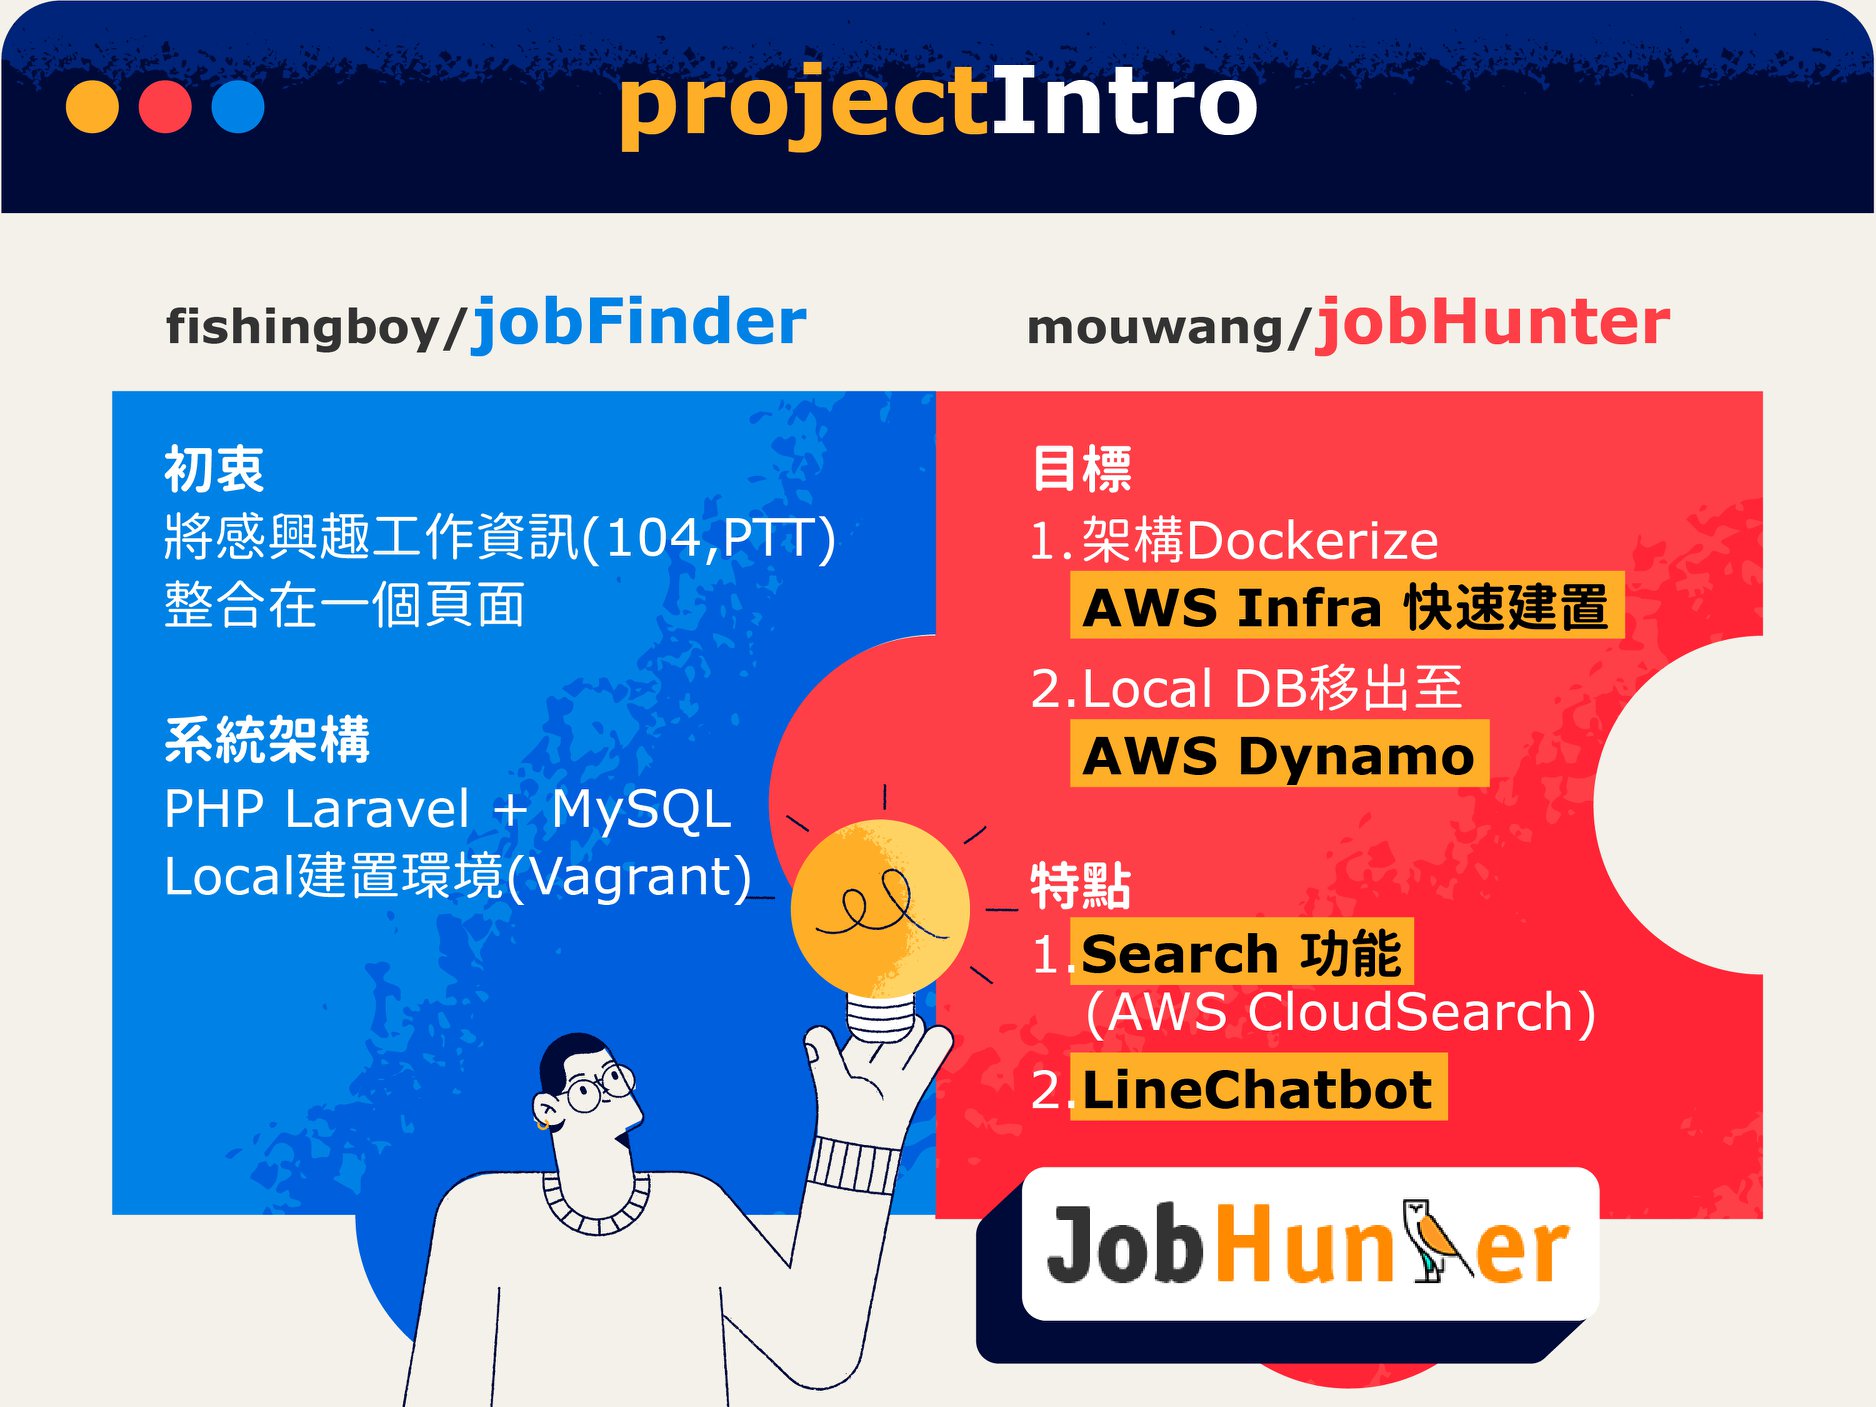 projectIntro
fishingboy/jobFinder
初衷
將感興趣工作資訊(104,PTT)
整合在一個頁面
系統架構
PHP Laravel + MySQL
Local建置環境(Vagrant)
mouwang/jobHunter
目標
1.架構Dockerize
AWS Infra 快速建置
2.Local DB移出至
AWS Dynamo
特點
1.Search 功能
(AWS CloudSearch)
2.LineChatbot
JobHunter